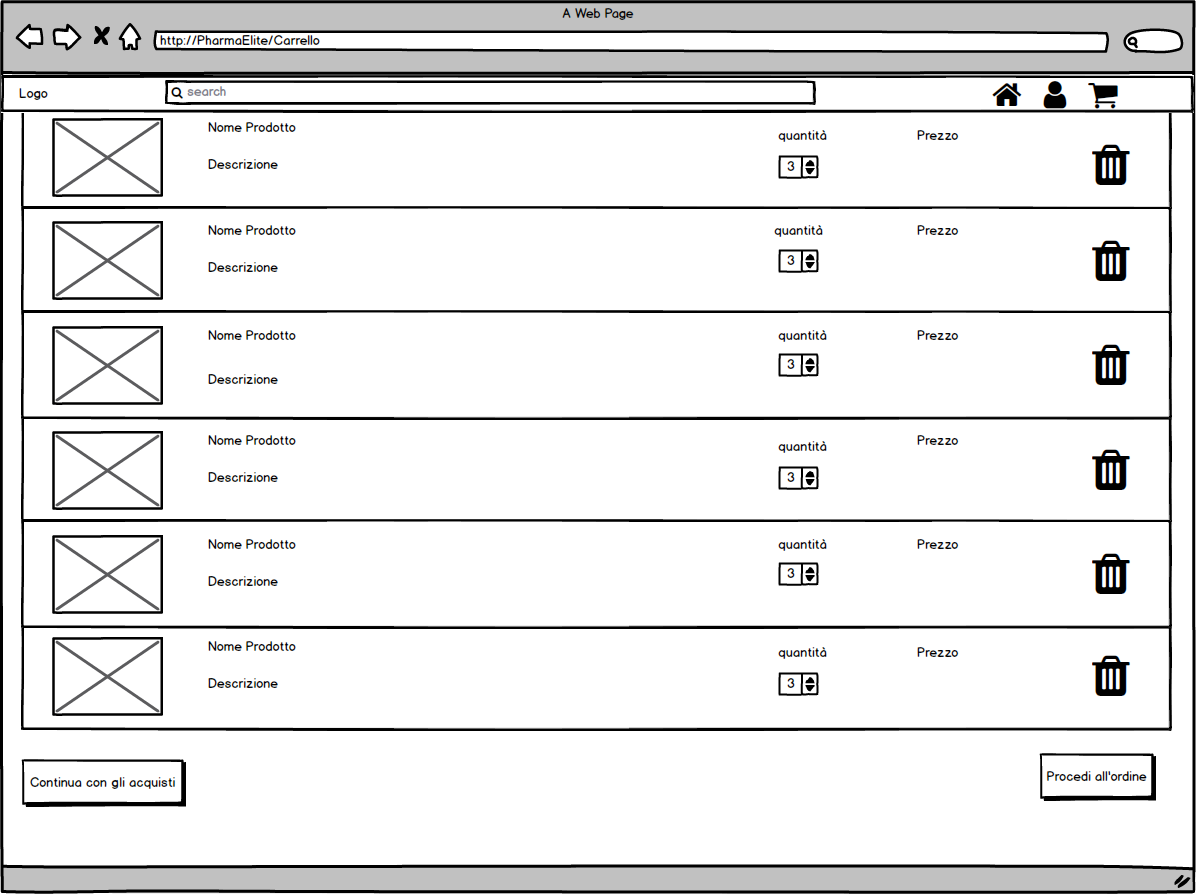 A Web Page
http://PharmaElite/Carrello
Logo
search
Nome Prodotto
quantità
Prezzo
Descrizione
3
Nome Prodotto
quantità
Prezzo
Descrizione
3
Nome Prodotto
quantità
Prezzo
3
Descrizione
Nome Prodotto
quantità
Prezzo
Descrizione
3
Nome Prodotto
quantità
Prezzo
3
Descrizione
Nome Prodotto
quantità
Prezzo
Descrizione
3
Continua con gli acquisti
Procedi all'ordine